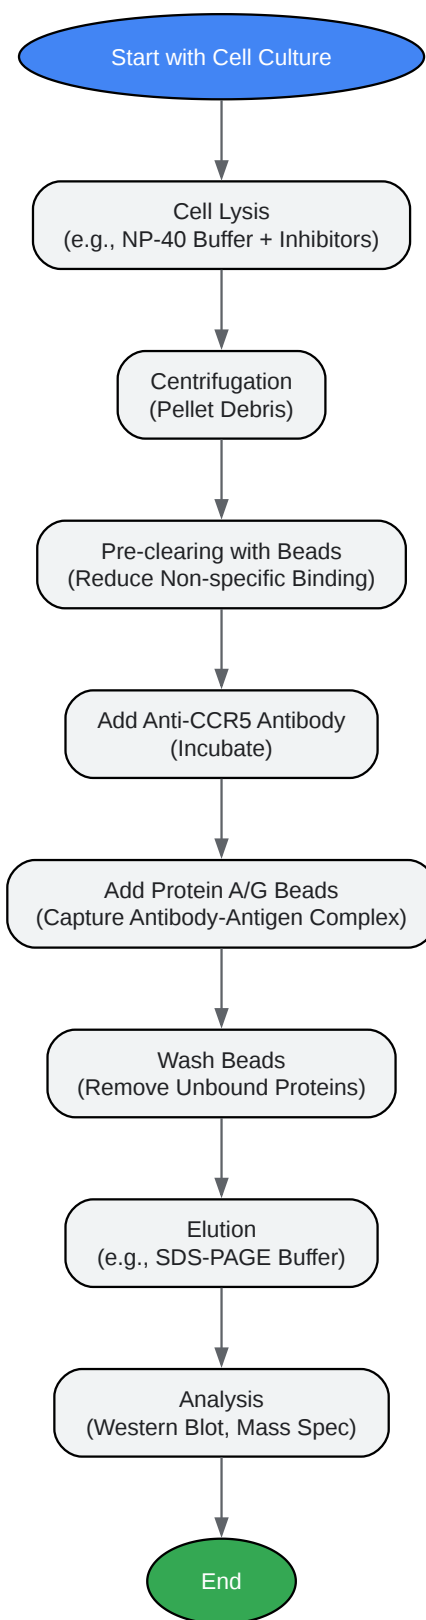 Start with Cell Culture
Cell Lysis
(e.g., NP-40 Buffer + Inhibitors)
Centrifugation
(Pellet Debris)
Pre-clearing with Beads
(Reduce Non-specific Binding)
Add Anti-CCR5 Antibody
(Incubate)
Add Protein A/G Beads
(Capture Antibody-Antigen Complex)
Wash Beads
(Remove Unbound Proteins)
Elution
(e.g., SDS-PAGE Buffer)
Analysis
(Western Blot, Mass Spec)
End